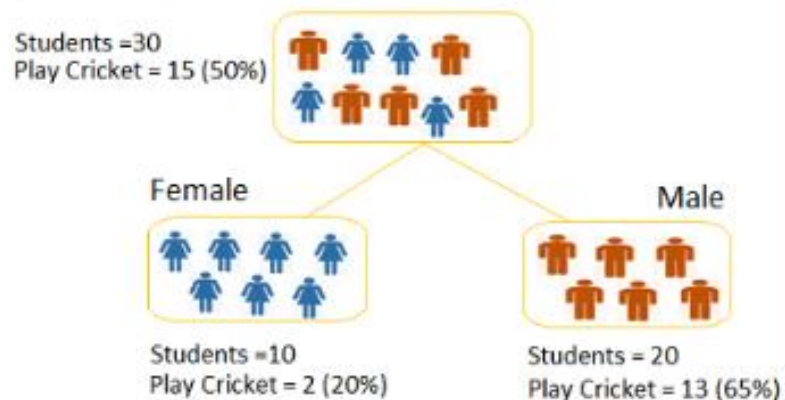 Students =30
Play Cricket = 15 (50%)
Female
Male
Students =10
Play Cricket = 2 (20%)
Students = 20
Play Cricket = 13 (65%)